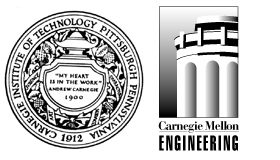 CARNEGIE INSTITUTE OF TECHNOLOGY PITTSBURGH PENNSYLVANIA
"MY HEART
IS IN THE WORK"
ANDREW CARNEGIE
1900
1912
Carnegie Mellon
ENGINEERING